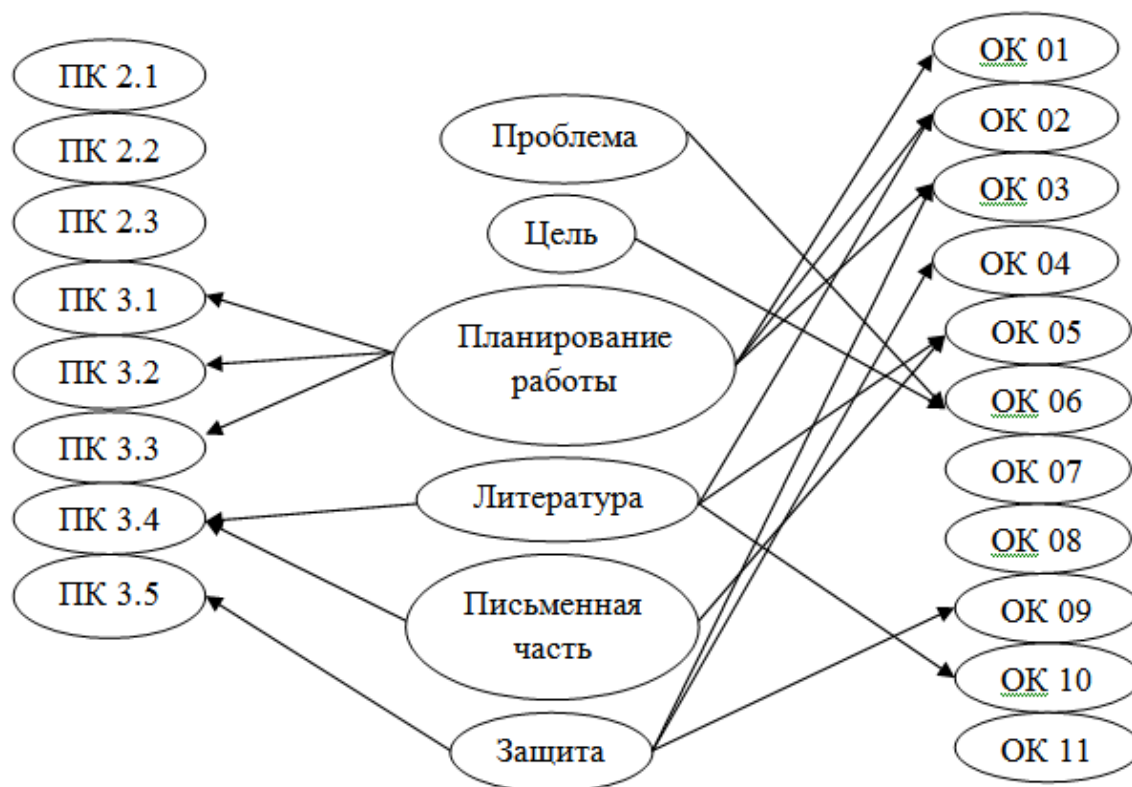 ПК 2.1
ПК 2.2
ПК 2.3
ПК 3.1
ПК 3.2
ПК 3.3
ПК 3.4
ПК 3.5
Проблема
Цель
Планирование
работы
Литература
Письменная
часть
Защита
ОК 01
ОК 02
ОК 03
ОК 04
ОК 05
ОК 06
ОК 07
ОК 08
ОК 09
ОК 10
ОК 11